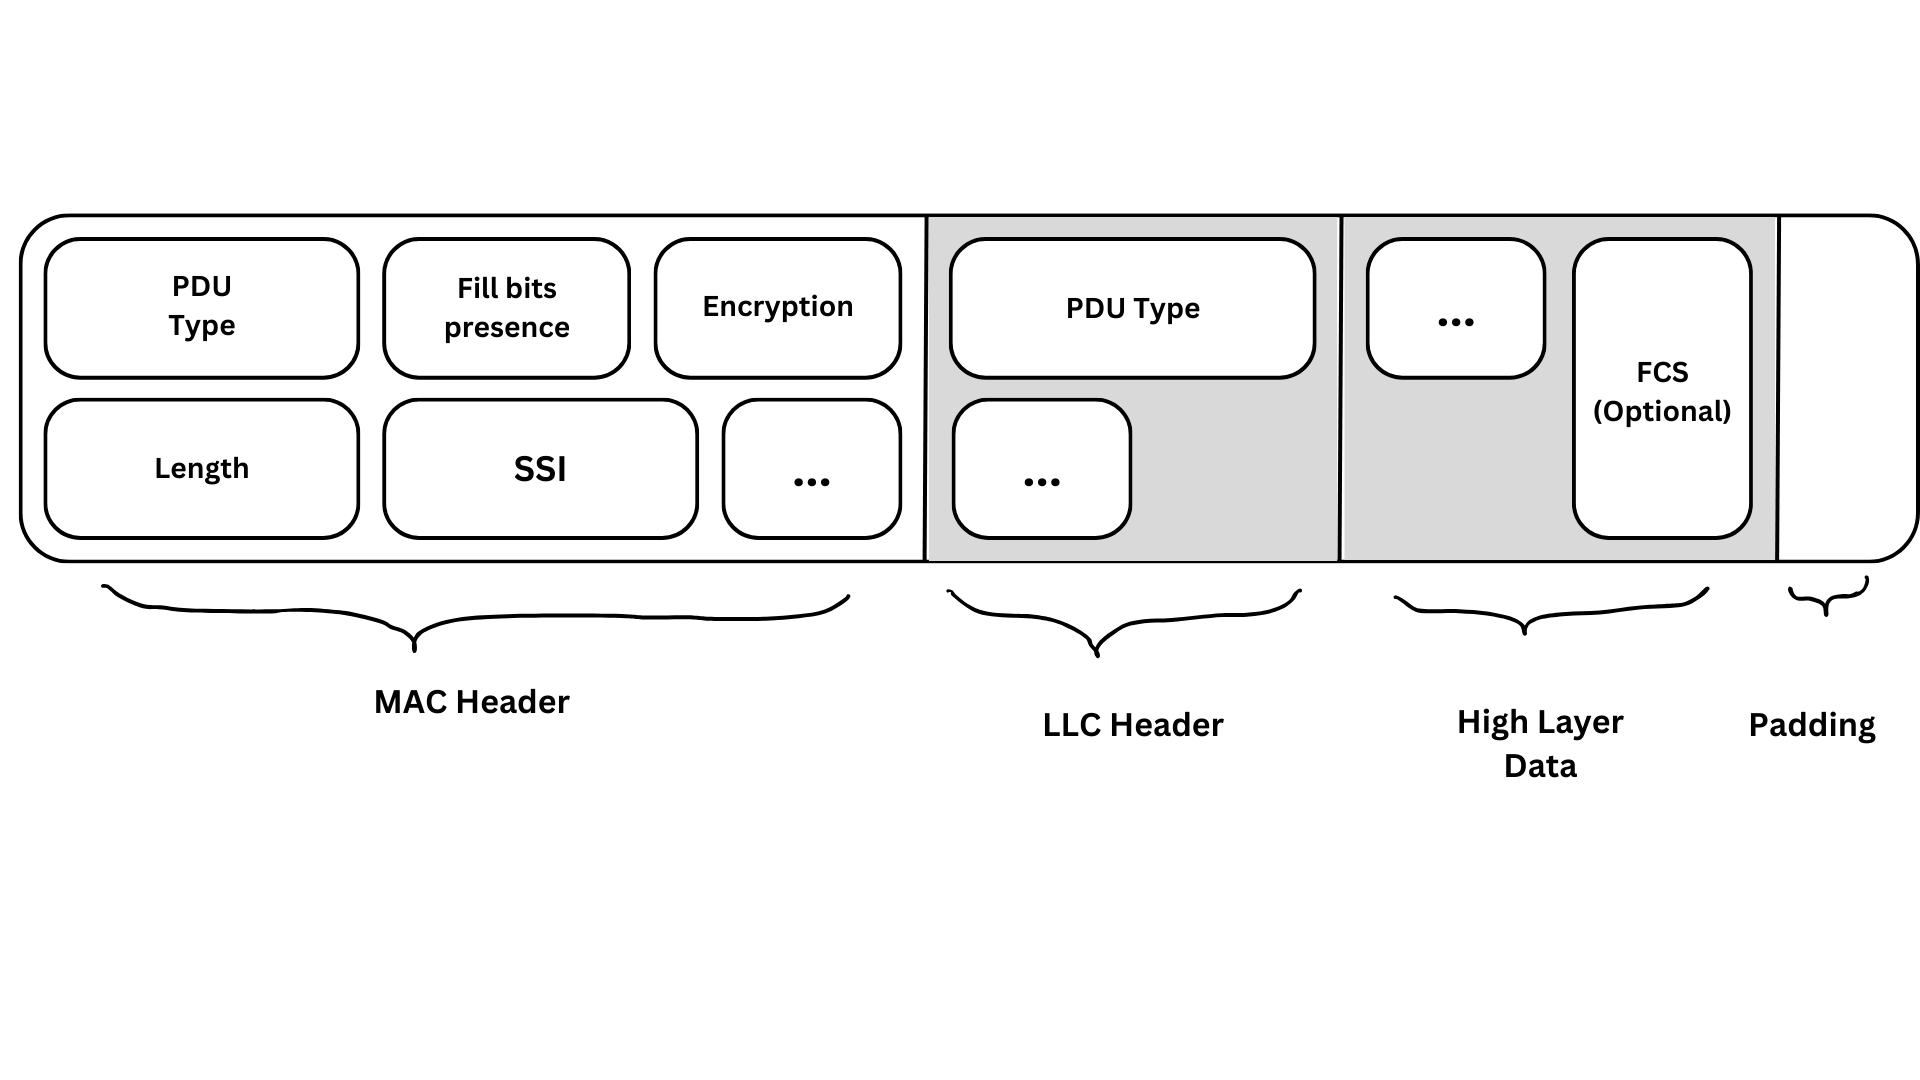 PDU
Type
Fill bits
presence
Encryption
Length
SSI
...
PDU Type
...
...
FCS
(Optional)
MAC Header
LLC Header
High Layer
Data
Padding